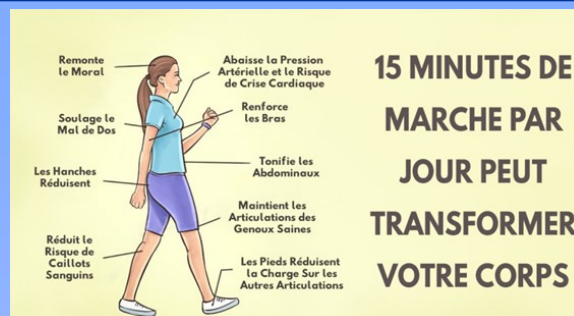 Remonte
le Moral
Abaisse la Pression
Artérielle et le Risque
de Crise Cardiaque
Soulage le
Mal de Dos
Renforce
les Bras
Les Hanches
Réduisent
Tonifie les
Abdominaux
Maintient les
Articulations des
Genoux Saines
Réduit le
Risque de
Caillots
Sanguins
Les Pieds Réduisent
la Charge Sur les
Autres Articulations
15 MINUTES DE
MARCHE PAR
JOUR PEUT
TRANSFORMER
VOTRE CORPS